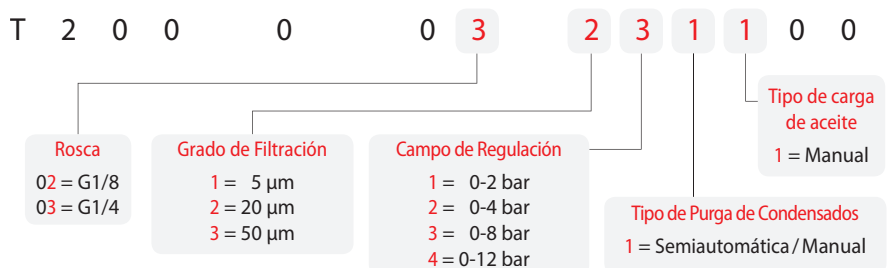 T 2 0 0 0 0 3 2 3 1 1 0 0
Tipo de carga
de aceite
1 = Manual
Rosca
02 = G1/8
03 = G1/4
Grado de Filtración
1 = 5 µm
2 = 20 µm
3 = 50 µm
Campo de Regulación
1 = 0-2 bar
2 = 0-4 bar
3 = 0-8 bar
4 = 0-12 bar
Tipo de Purga de Condensados
1 = Semiautomática / Manual